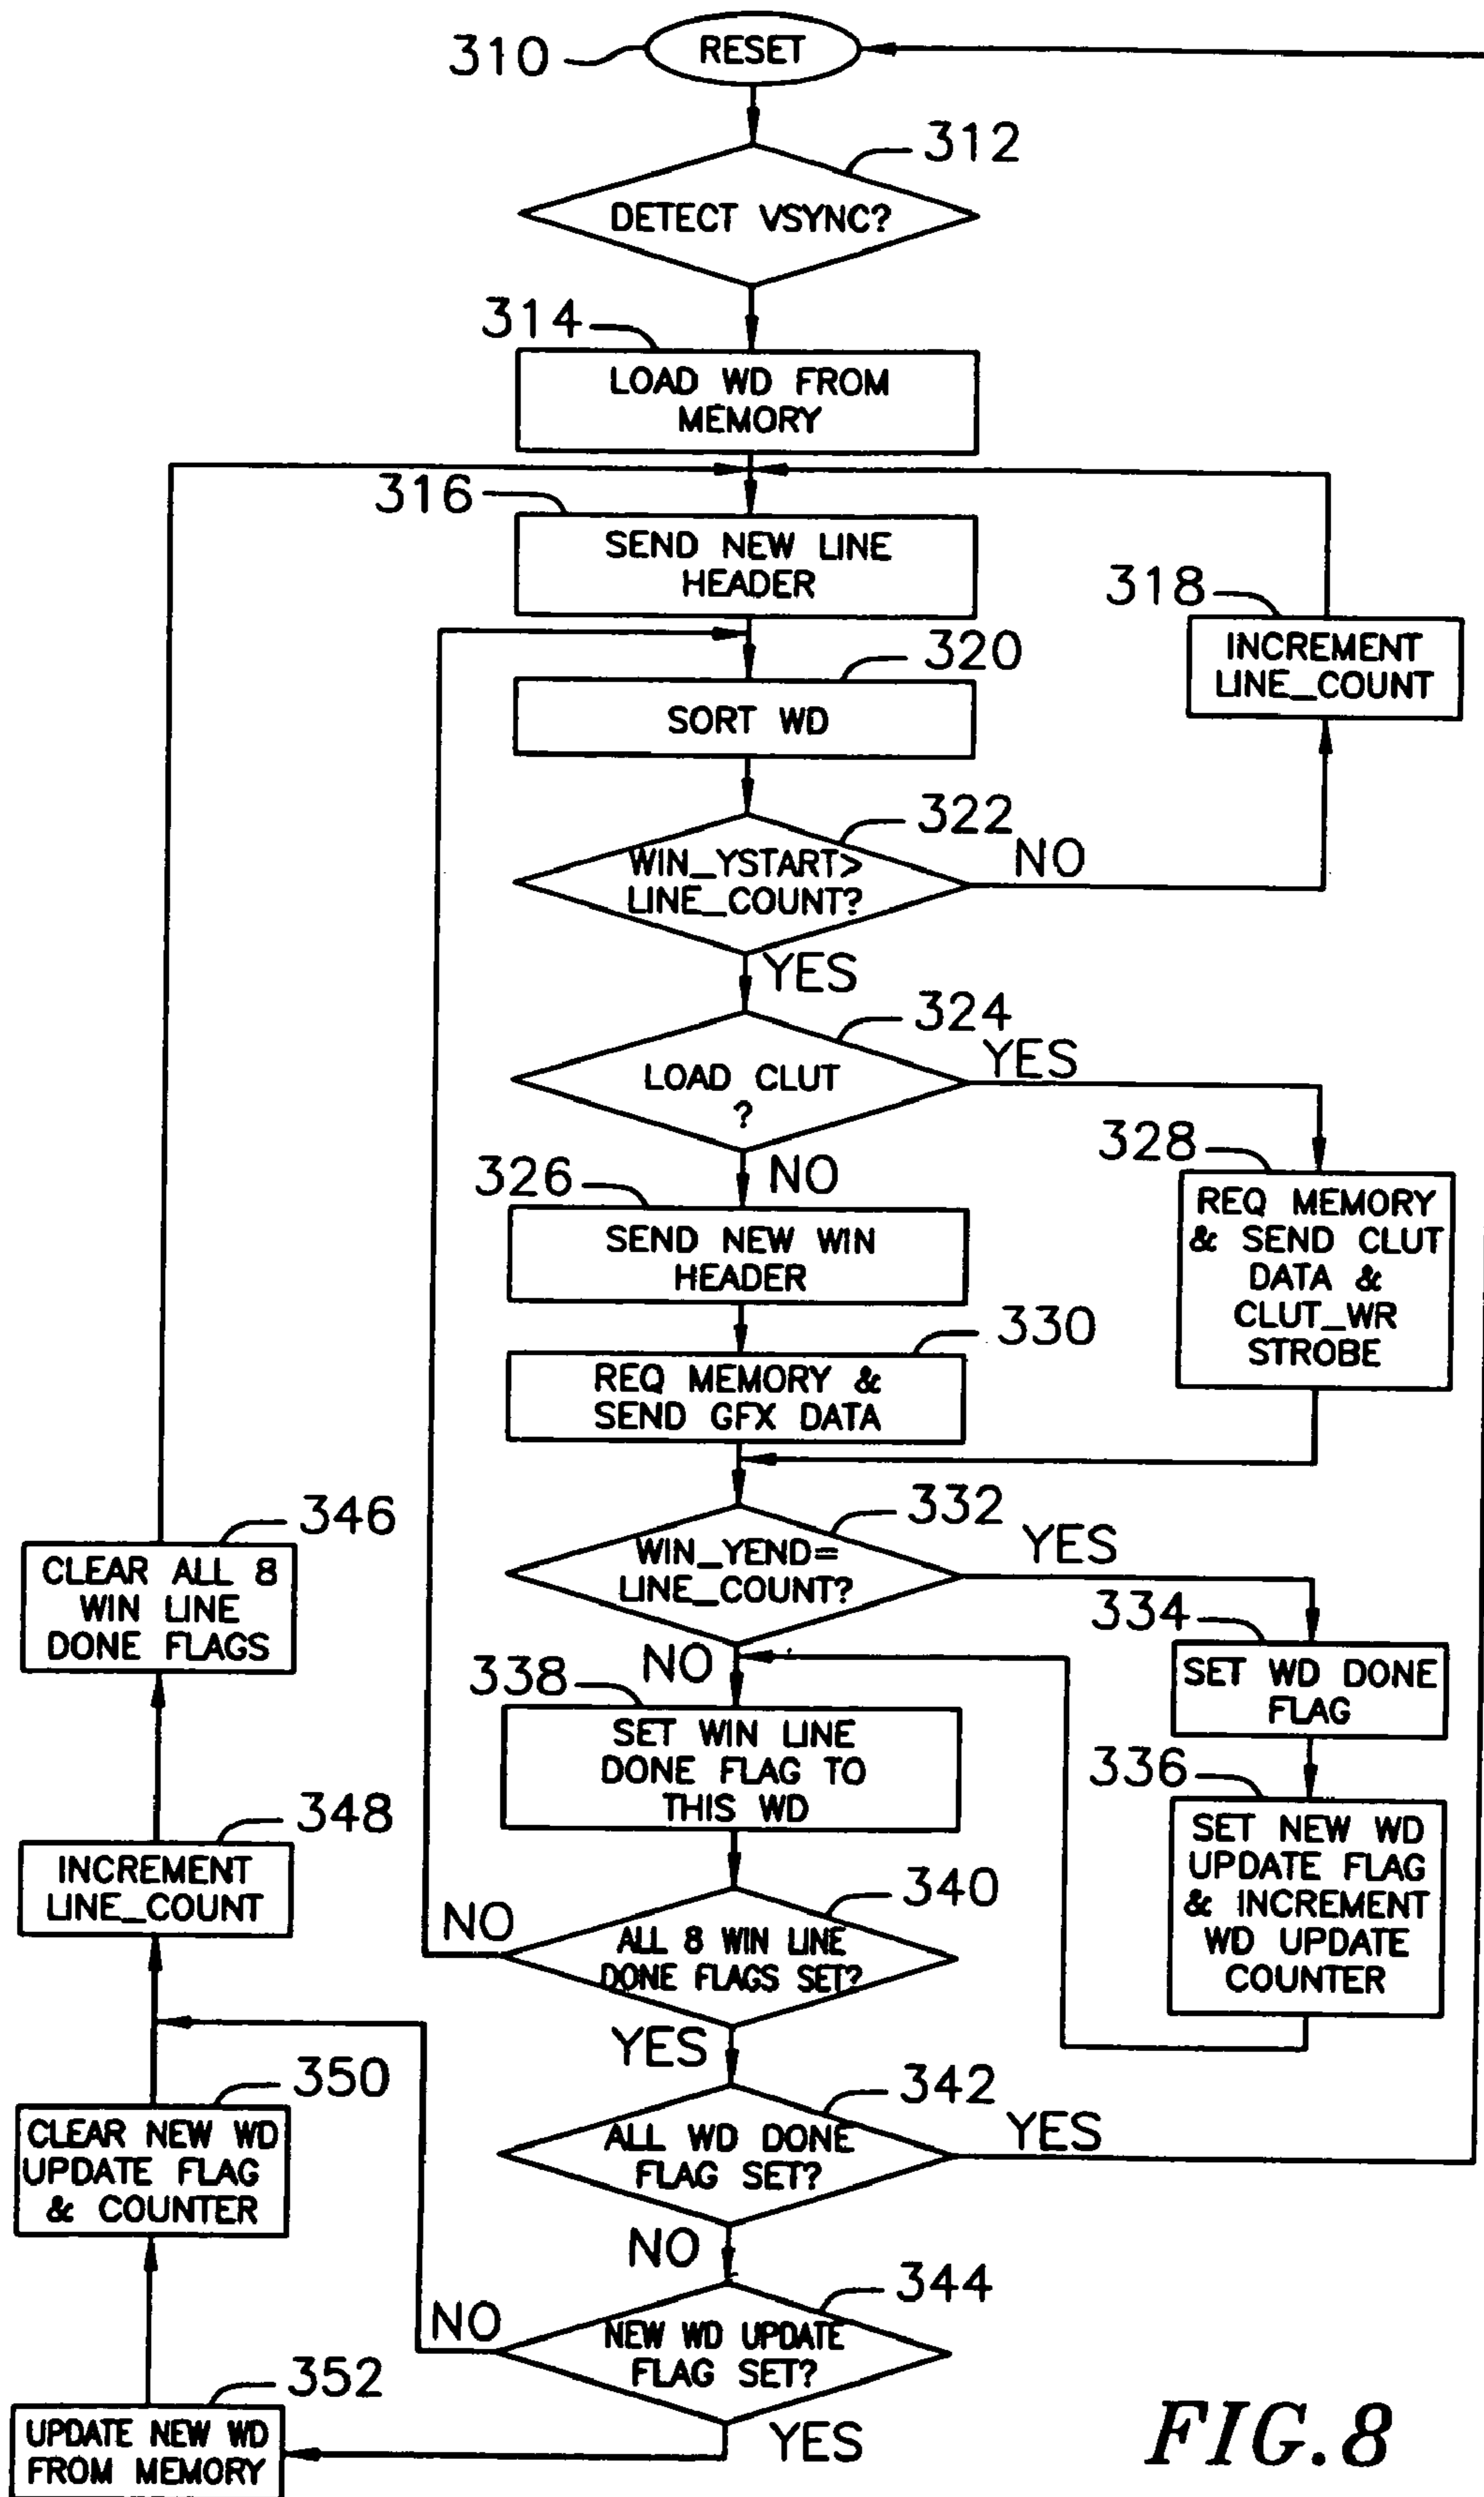 310
RESET
312
DETECT VSYNC?
314
LOAD WD FROM
MEMORY
316
SEND NEW LINE
HEADER
318
INCREMENT
LINE_COUNT
320
SORT WD
322
WIN_YSTART>
LINE_COUNT?
NO
YES
324
LOAD CLUT
?
YES
NO
326
SEND NEW WIN
HEADER
328
REQ MEMORY
& SEND CLUT
DATA &
CLUT_WR
STROBE
330
REQ MEMORY &
SEND GFX DATA
332
WIN_YEND=
LINE_COUNT?
YES
NO
334
SET WD DONE
FLAG
336
SET NEW WD
UPDATE FLAG
& INCREMENT
WD UPDATE
COUNTER
338
SET WIN LINE
DONE FLAG TO
THIS WD
340
ALL 8 WIN LINE
DONE FLAGS SET?
NO
YES
342
ALL WD DONE
FLAG SET?
YES
NO
344
NEW WD UPDATE
FLAG SET?
NO
YES
346
CLEAR ALL 8
WIN LINE
DONE FLAGS
348
INCREMENT
LINE_COUNT
350
CLEAR NEW WD
UPDATE FLAG
& COUNTER
352
UPDATE NEW WD
FROM MEMORY
FIG.8